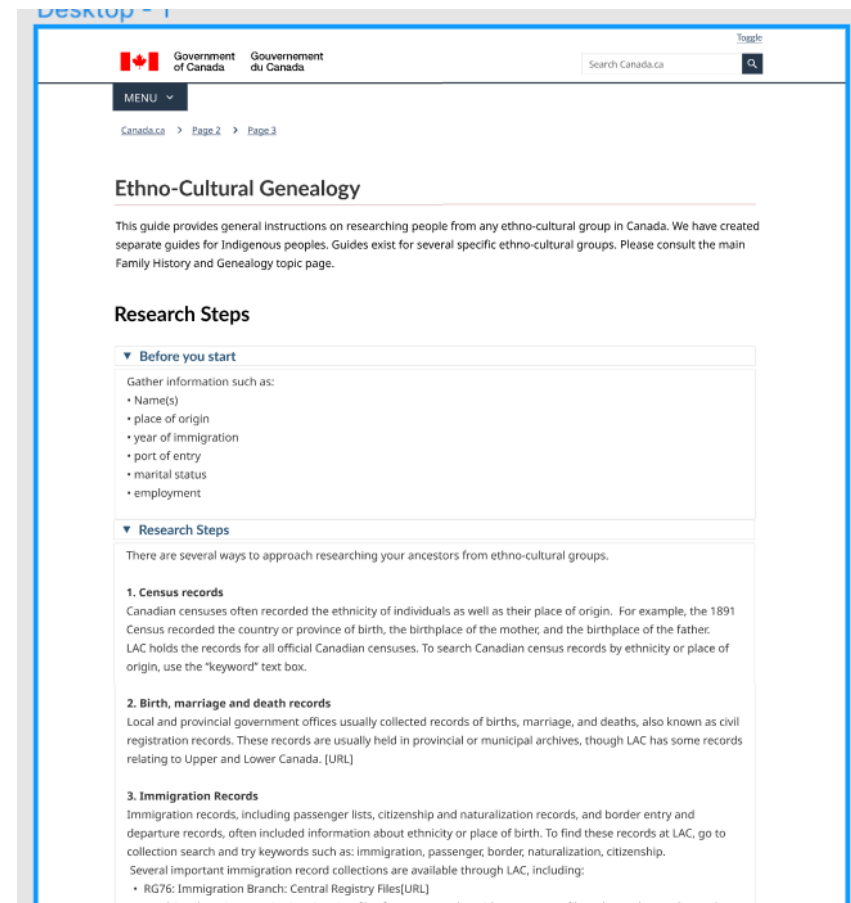 Desktop - 1
Toggle
Government of Canada
Gouvernement du Canada
Search Canada.ca
MENU
Canada.ca > Page 2 > Page 3
Ethno-Cultural Genealogy
This guide provides general instructions on researching people from any ethno-cultural group in Canada. We have created
separate guides for Indigenous peoples. Guides exist for several specific ethno-cultural groups. Please consult the main
Family History and Genealogy topic page.
Research Steps
▼ Before you start
Gather information such as:
• Name(s)
• place of origin
• year of immigration
• port of entry
• marital status
• employment
▼ Research Steps
There are several ways to approach researching your ancestors from ethno-cultural groups.
1. Census records
Canadian censuses often recorded the ethnicity of individuals as well as their place of origin. For example, the 1891
Census recorded the country or province of birth, the birthplace of the mother, and the birthplace of the father.
LAC holds the records for all official Canadian censuses. To search Canadian census records by ethnicity or place of
origin, use the “keyword” text box.
2. Birth, marriage and death records
Local and provincial government offices usually collected records of births, marriage, and deaths, also known as civil
registration records. These records are usually held in provincial or municipal archives, though LAC has some records
relating to Upper and Lower Canada. [URL]
3. Immigration Records
Immigration records, including passenger lists, citizenship and naturalization records, and border entry and
departure records, often included information about ethnicity or place of birth. To find these records at LAC, go to
collection search and try keywords such as: immigration, passenger, border, naturalization, citizenship.
Several important immigration record collections are available through LAC, including:
• RG76: Immigration Branch: Central Registry Files[URL]